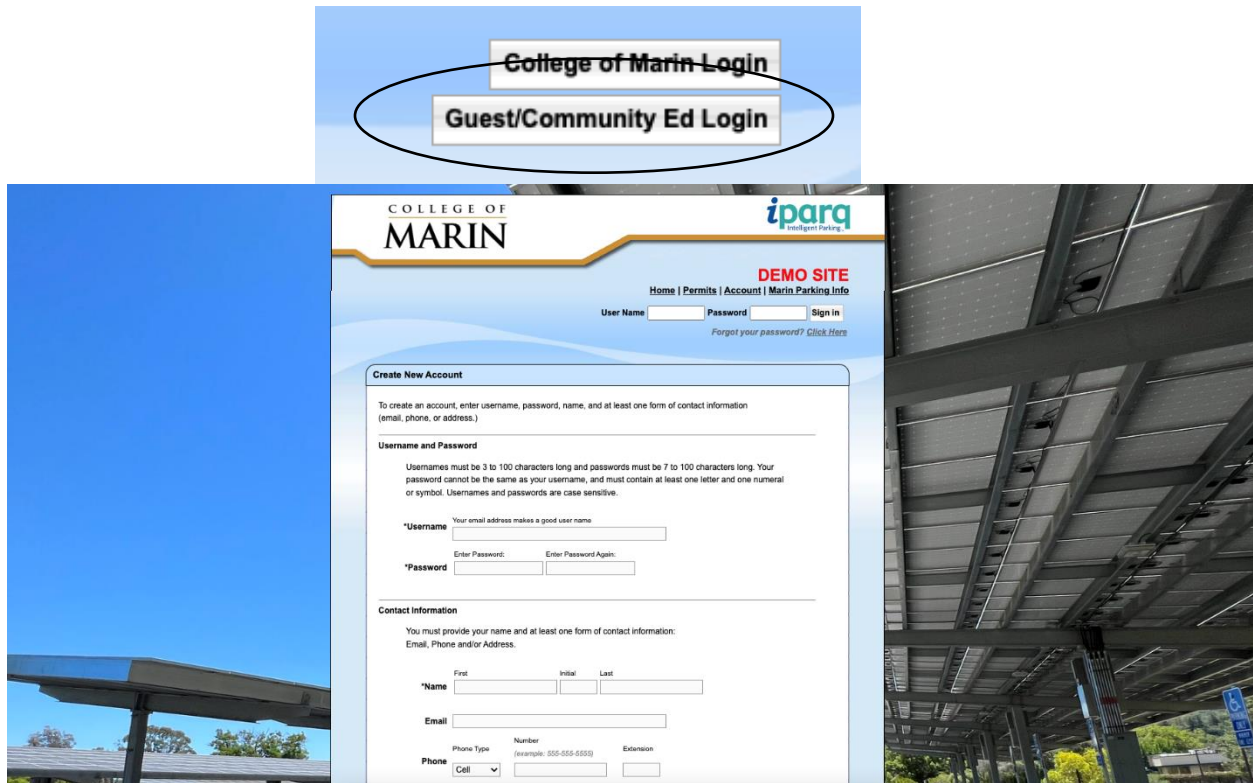 College of Marin Login
Guest/Community Ed Login
COLLEGE OF
MARIN
iparq
Intelligent Parking
DEMO SITE
Home | Permits | Account | Marin Parking Info
User Name Password Sign in
Forgot your password? Click Here
Create New Account
To create an account, enter username, password, name, and at least one form of contact information
(email, phone, or address.)
Username and Password
Usernames must be 3 to 100 characters long and passwords must be 7 to 100 characters long. Your
password cannot be the same as your username, and must contain at least one letter and one numeral
or symbol. Usernames and passwords are case sensitive.
Your email address makes a good user name
*Username
Enter Password: Enter Password Again:
*Password
Contact Information
You must provide your name and at least one form of contact information:
Email, Phone and/or Address.
First Initial Last
*Name
Email
Phone Type Number Extension
(example: 555-555-5555)
Phone
Cell